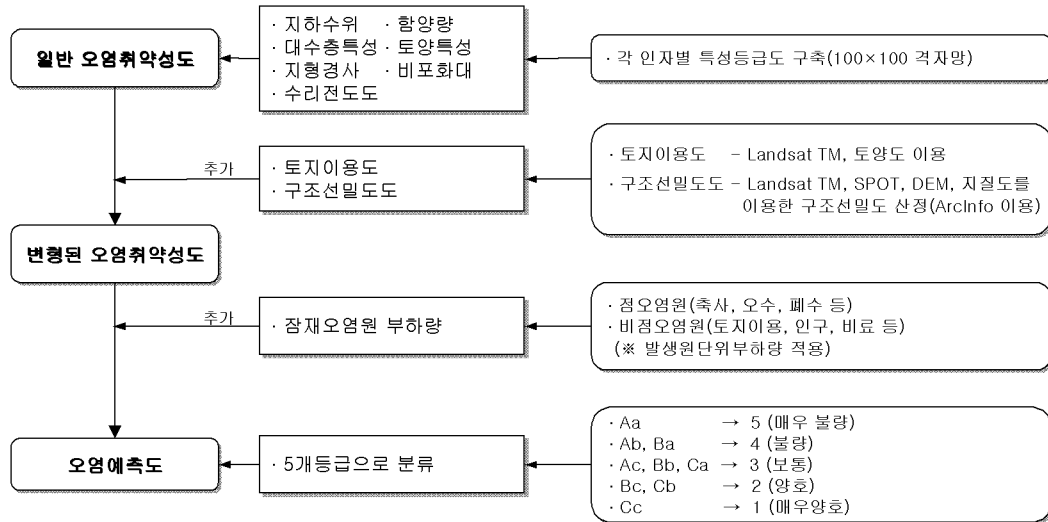 일반 오염취약성도
· 지하수위 · 함양량
· 대수층특성 · 토양특성
· 지형경사 · 비포화대
· 수리전도도
· 각 인자별 특성등급도 구축(100×100 격자망)
추가
· 토지이용도
· 구조선밀도도
· 토지이용도 – Landsat TM, 토양도 이용
· 구조선밀도도 – Landsat TM, SPOT, DEM, 지질도를
이용한 구조선밀도 산정(ArcInfo 이용)
변형된 오염취약성도
추가
· 잠재오염원 부하량
· 점오염원(축사, 오수, 폐수 등)
· 비점오염원(토지이용, 인구, 비료 등)
(※ 발생원단위부하량 적용)
오염예측도
· 5개등급으로 분류
· Aa → 5 (매우 불량)
· Ab, Ba → 4 (불량)
· Ac, Bb, Ca → 3 (보통)
· Bc, Cb → 2 (양호)
· Cc → 1 (매우양호)